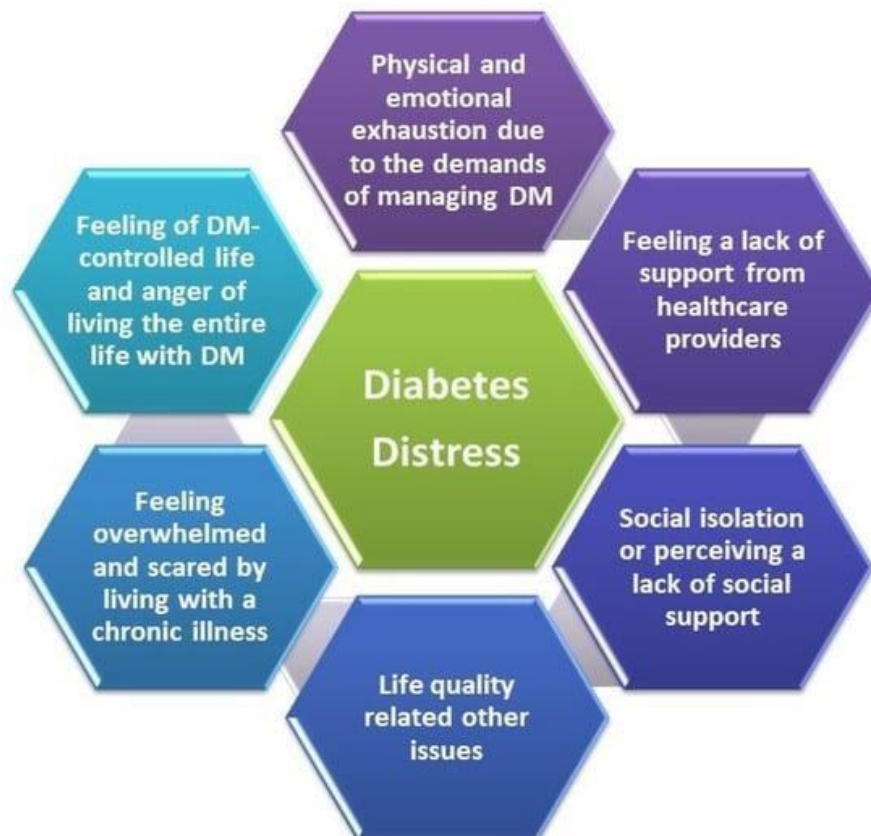 Physical and
emotional
exhaustion due
to the demands
of managing DM
Feeling a lack of
support from
healthcare
providers
Social isolation
or perceiving a
lack of social
support
Life quality
related other
issues
Feeling
overwhelmed
and scared by
living with a
chronic illness
Feeling of DM-
controlled life
and anger of
living the entire
life with DM
Diabetes
Distress